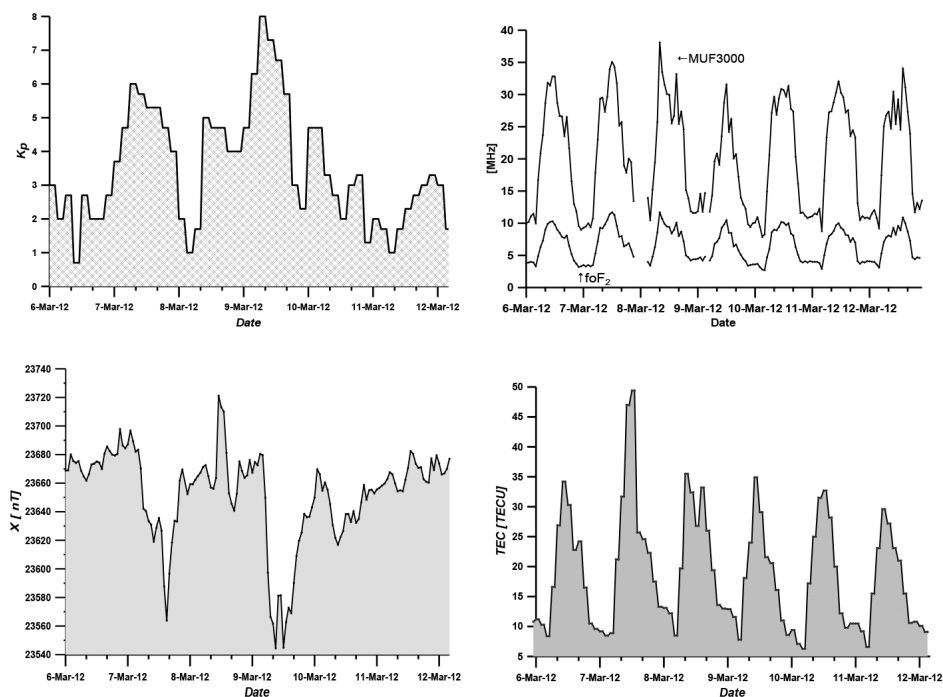 8
7
6
5
4
3
2
1
0
Kp
6-Mar-12 7-Mar-12 8-Mar-12 9-Mar-12 10-Mar-12 11-Mar-12 12-Mar-12
Date
40
35
30
25
20
15
10
5
0
[MHz]
←MUF3000
↑foF2
6-Mar-12 7-Mar-12 8-Mar-12 9-Mar-12 10-Mar-12 11-Mar-12 12-Mar-12
Date
23740
23720
23700
23680
23660
23640
23620
23600
23580
23560
23540
X [ nT]
6-Mar-12 7-Mar-12 8-Mar-12 9-Mar-12 10-Mar-12 11-Mar-12 12-Mar-12
Date
50
45
40
35
30
25
20
15
10
5
TEC [TECU]
6-Mar-12 7-Mar-12 8-Mar-12 9-Mar-12 10-Mar-12 11-Mar-12 12-Mar-12
Date